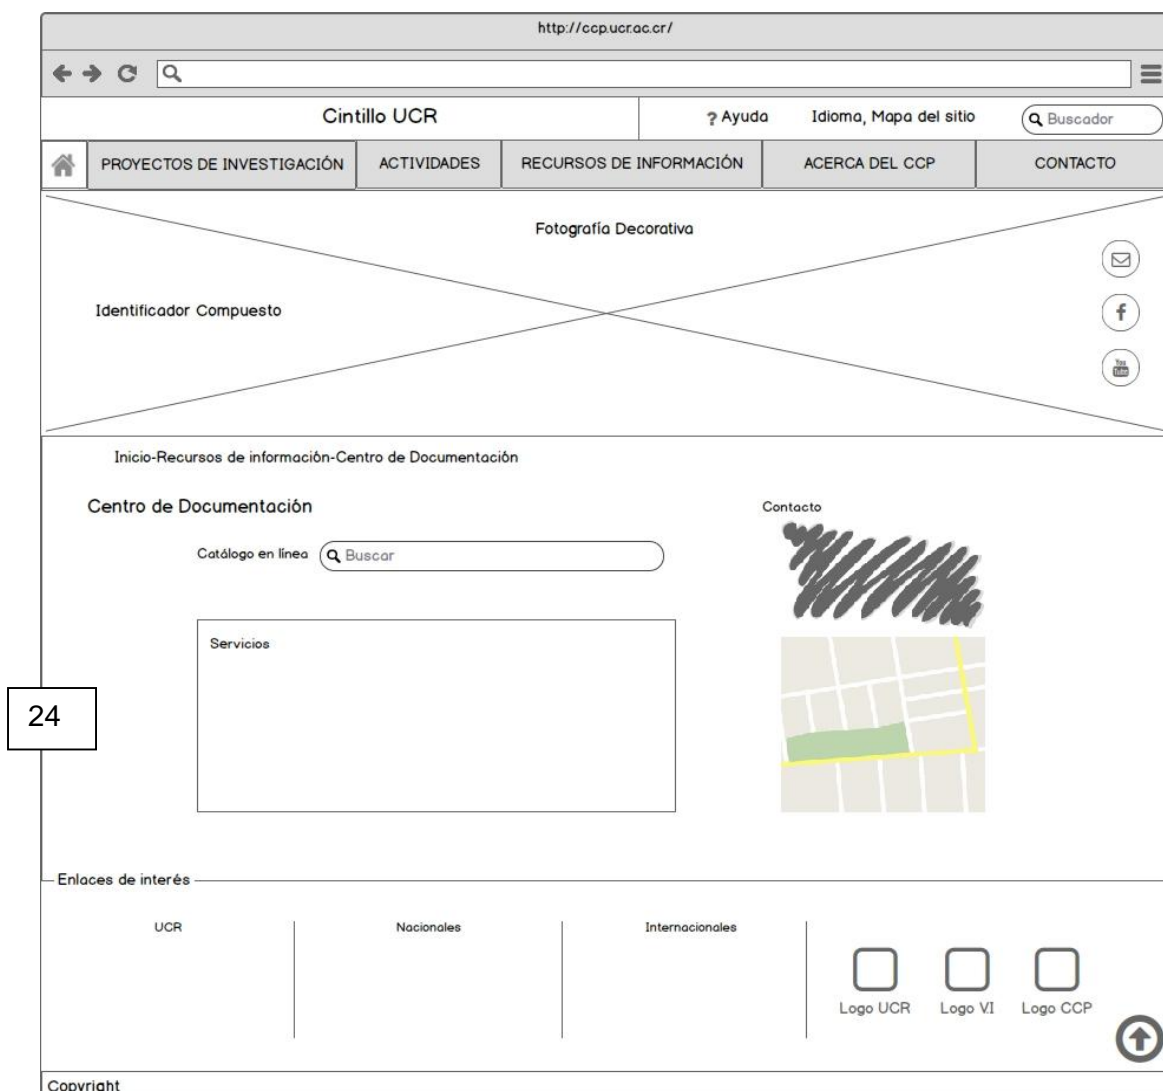 http://ccp.ucr.ac.cr/
Cintillo UCR
? Ayuda
Idioma, Mapa del sitio
Buscador
PROYECTOS DE INVESTIGACIÓN
ACTIVIDADES
RECURSOS DE INFORMACIÓN
ACERCA DEL CCP
CONTACTO
Fotografía Decorativa
Identificador Compuesto
f
You Tube
Inicio-Recursos de información-Centro de Documentación
Centro de Documentación
Contacto
Catálogo en línea
Buscar
Servicios
24
Enlaces de interés
UCR
Nacionales
Internacionales
Logo UCR
Logo VI
Logo CCP
Copyright